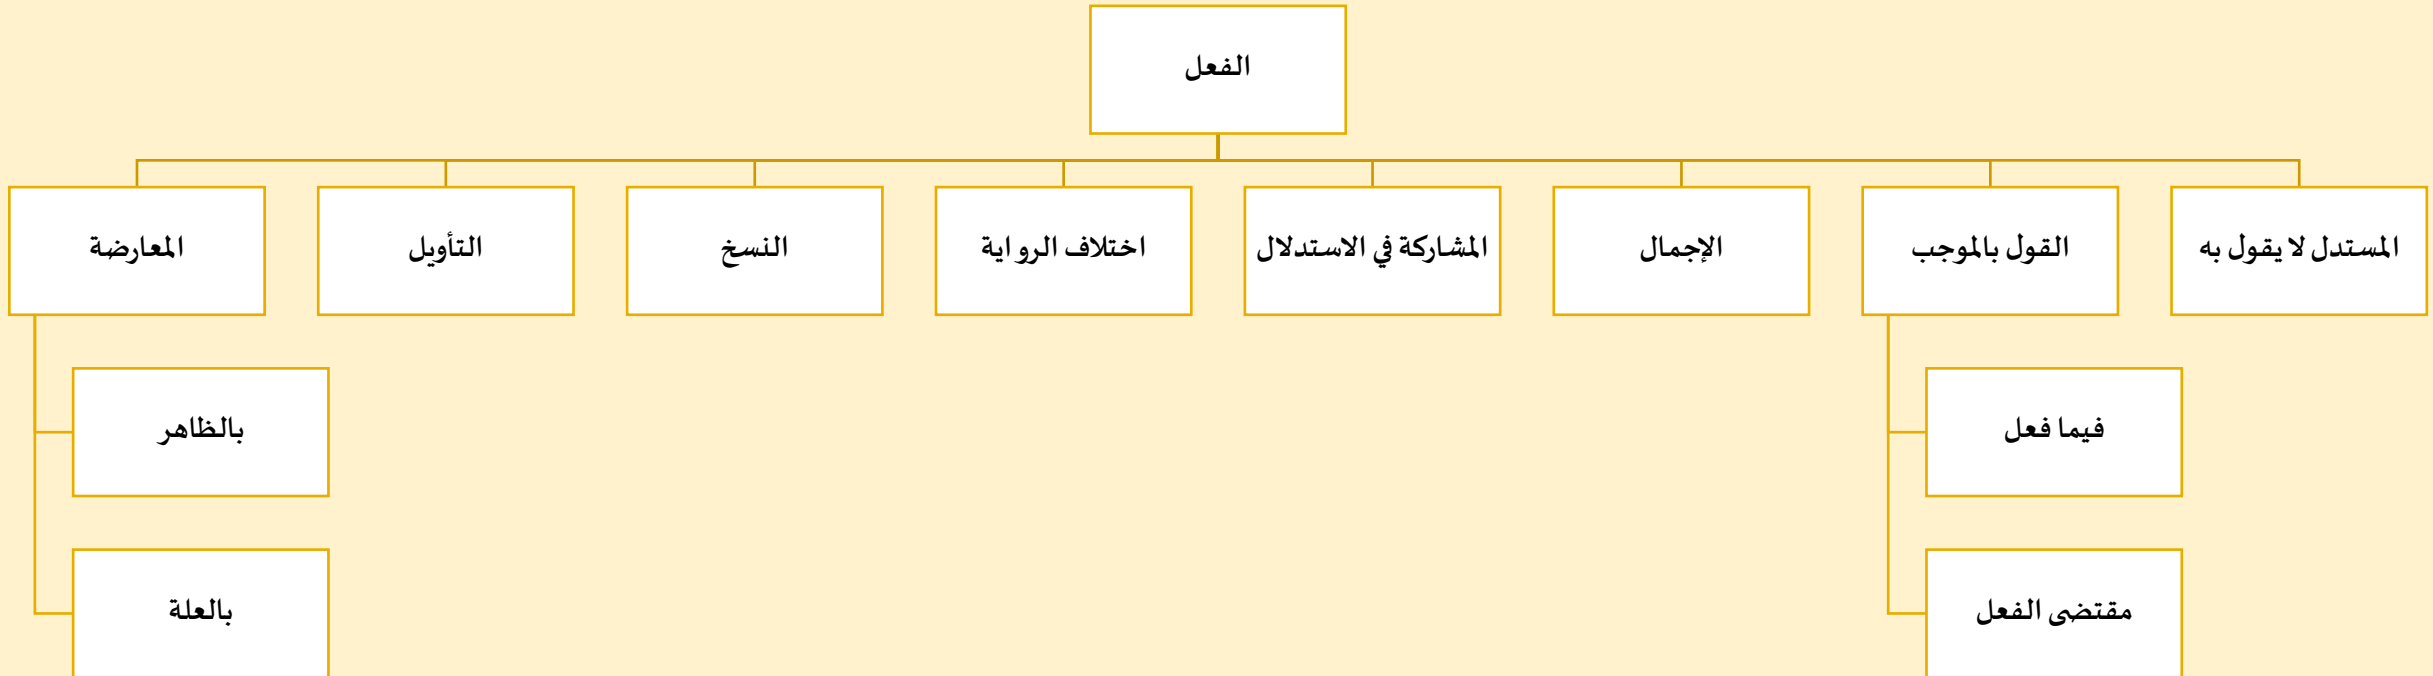 الفعل
المستدل لا يقول به
القول بالموجب
الإجمال
المشاركة في الاستدلال
اختلاف الرواية
النسخ
التأويل
المعارضة
فيما فعل
بالظاهر
مقتضى الفعل
بالعلة